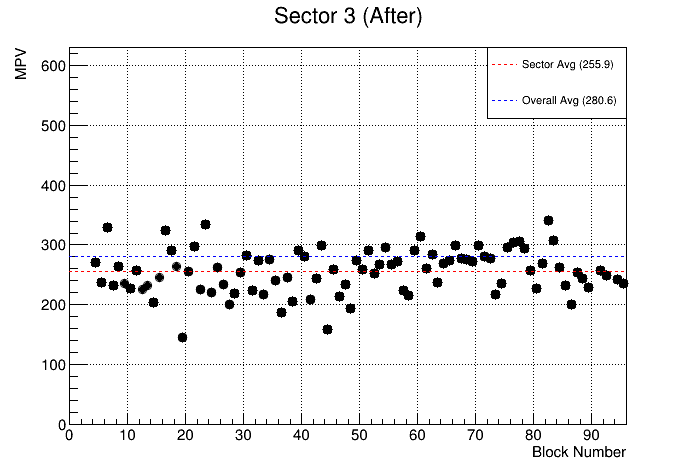 Sector 3 (After)
MPV
600
500
400
300
200
100
0
Sector Avg (255.9)
Overall Avg (280.6)
0 10 20 30 40 50 60 70 80 90
Block Number